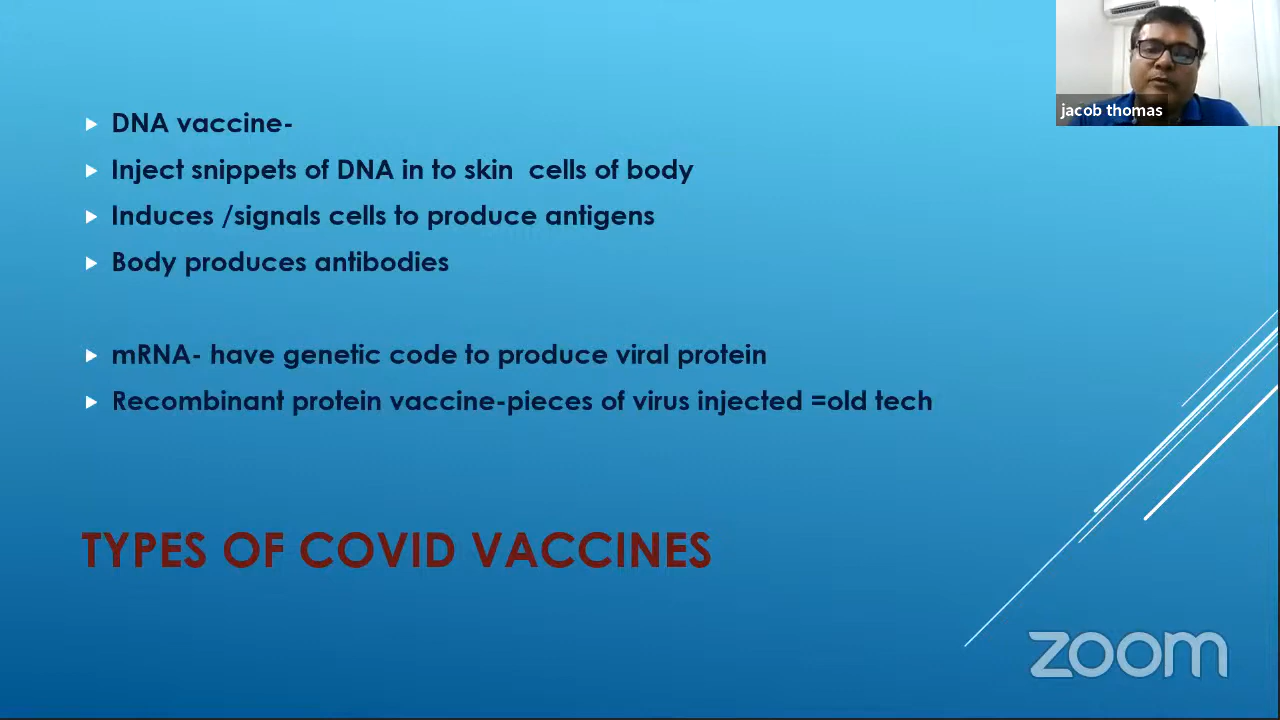 jacob thomas
DNA vaccine-
Inject snippets of DNA in to skin cells of body
Induces /signals cells to produce antigens
Body produces antibodies
mRNA- have genetic code to produce viral protein
Recombinant protein vaccine-pieces of virus injected =old tech
TYPES OF COVID VACCINES
zoom